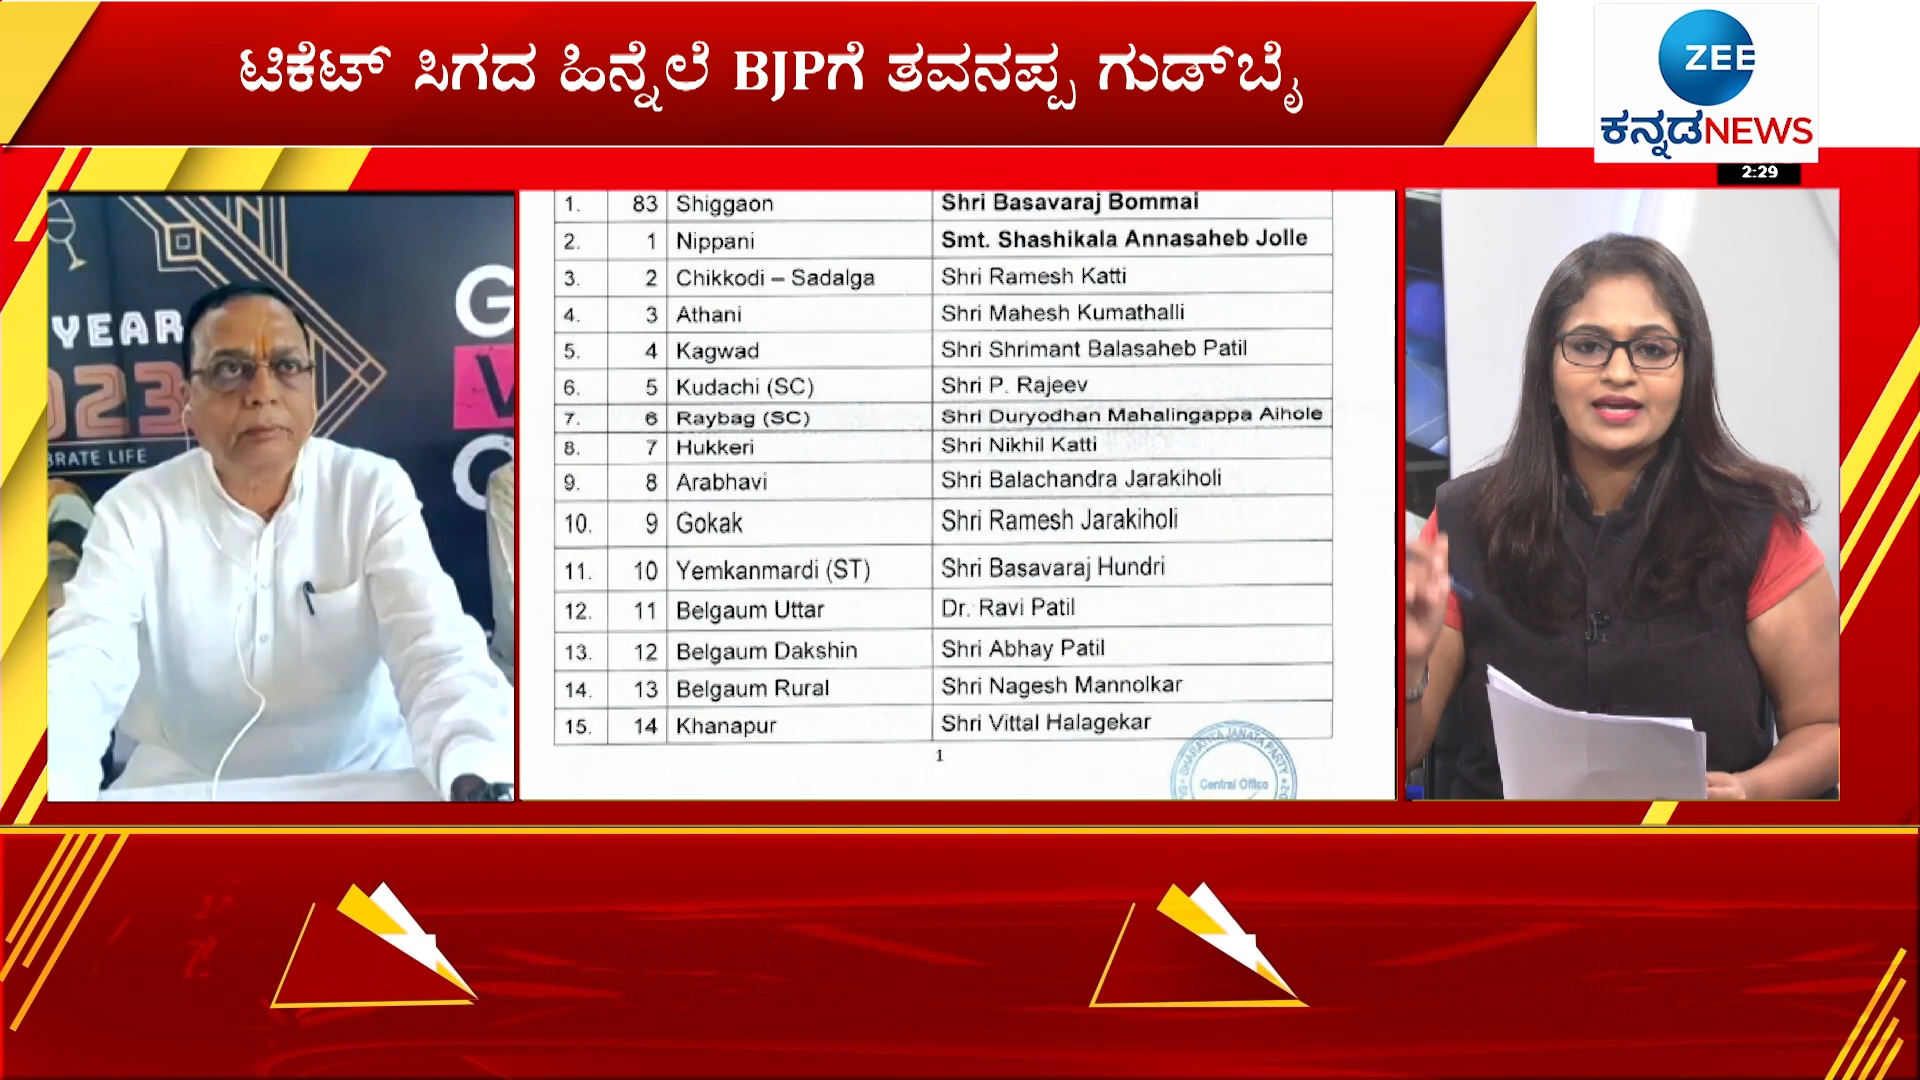 ಟಿಕೆಟ್ ಸಿಗದ ಹಿನ್ನೆಲೆ BJPಗೆ ತವನಪ್ಪ ಗುಡ್‌ಬೈ
ZEE
ಕನ್ನಡNEWS
2:29
YEAR
023
BRATE LIFE
G
V
1. 83 Shiggaon Shri Basavaraj Bommai
2. 1 Nippani Smt. Shashikala Annasaheb Jolle
3. 2 Chikkodi – Sadalga Shri Ramesh Katti
4. 3 Athani Shri Mahesh Kumathalli
5. 4 Kagwad Shri Shrimant Balasaheb Patil
6. 5 Kudachi (SC) Shri P. Rajeev
7. 6 Raybag (SC) Shri Duryodhan Mahalingappa Aihole
8. 7 Hukkeri Shri Nikhil Katti
9. 8 Arabhavi Shri Balachandra Jarakiholi
10. 9 Gokak Shri Ramesh Jarakiholi
11. 10 Yemkanmardi (ST) Shri Basavaraj Hundri
12. 11 Belgaum Uttar Dr. Ravi Patil
13. 12 Belgaum Dakshin Shri Abhay Patil
14. 13 Belgaum Rural Shri Nagesh Mannolkar
15. 14 Khanapur Shri Vittal Halagekar
1
BHARATIYA JANATA PARTY
Central Office